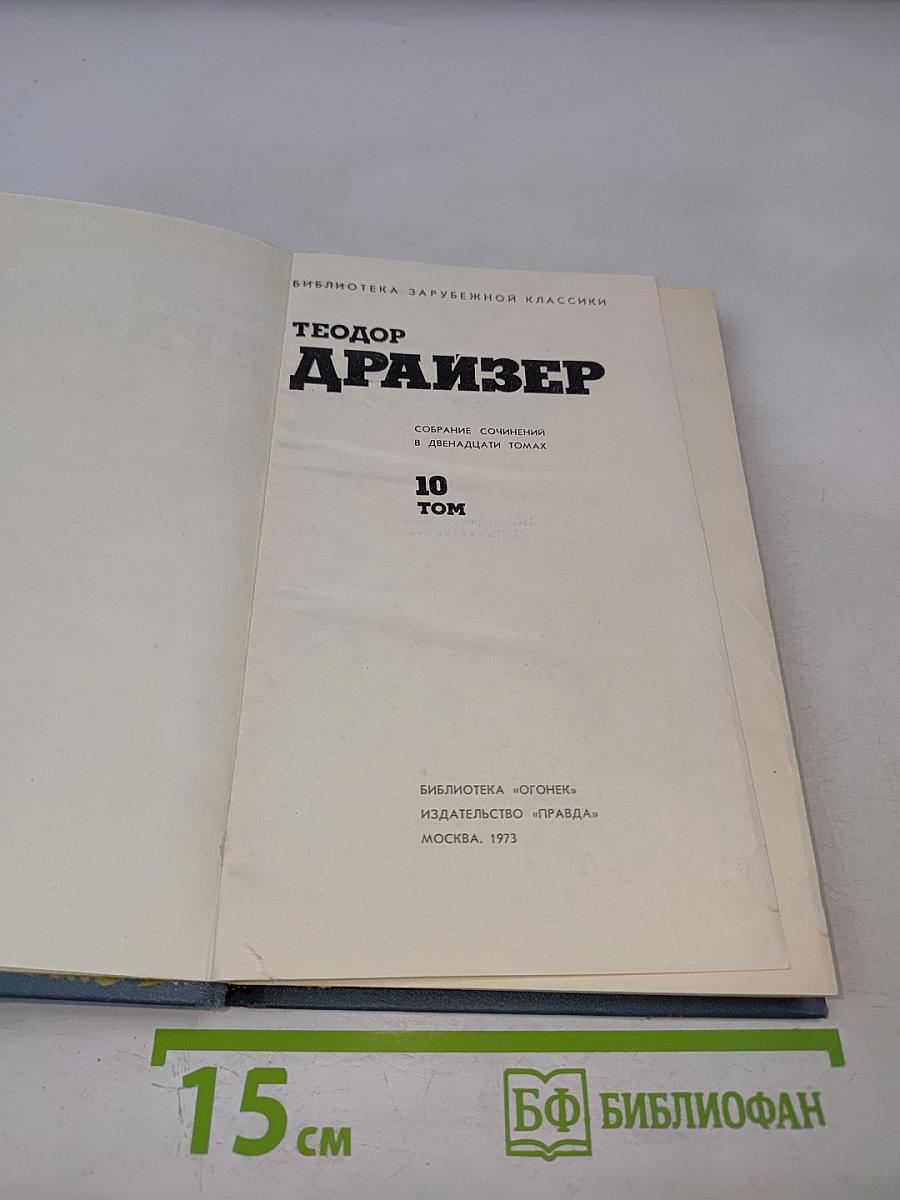 БИБЛИОТЕКА ЗАРУБЕЖНОЙ КЛАССИКИ
ТЕОДОР
ДРАЙЗЕР
СОБРАНИЕ СОЧИНЕНИЙ
В ДВЕНАДЦАТИ ТОМАХ
10
ТОМ
БИБЛИОТЕКА «ОГОНЕК»
ИЗДАТЕЛЬСТВО «ПРАВДА»
МОСКВА. 1973
15 см
БФ БИБЛИОФАН